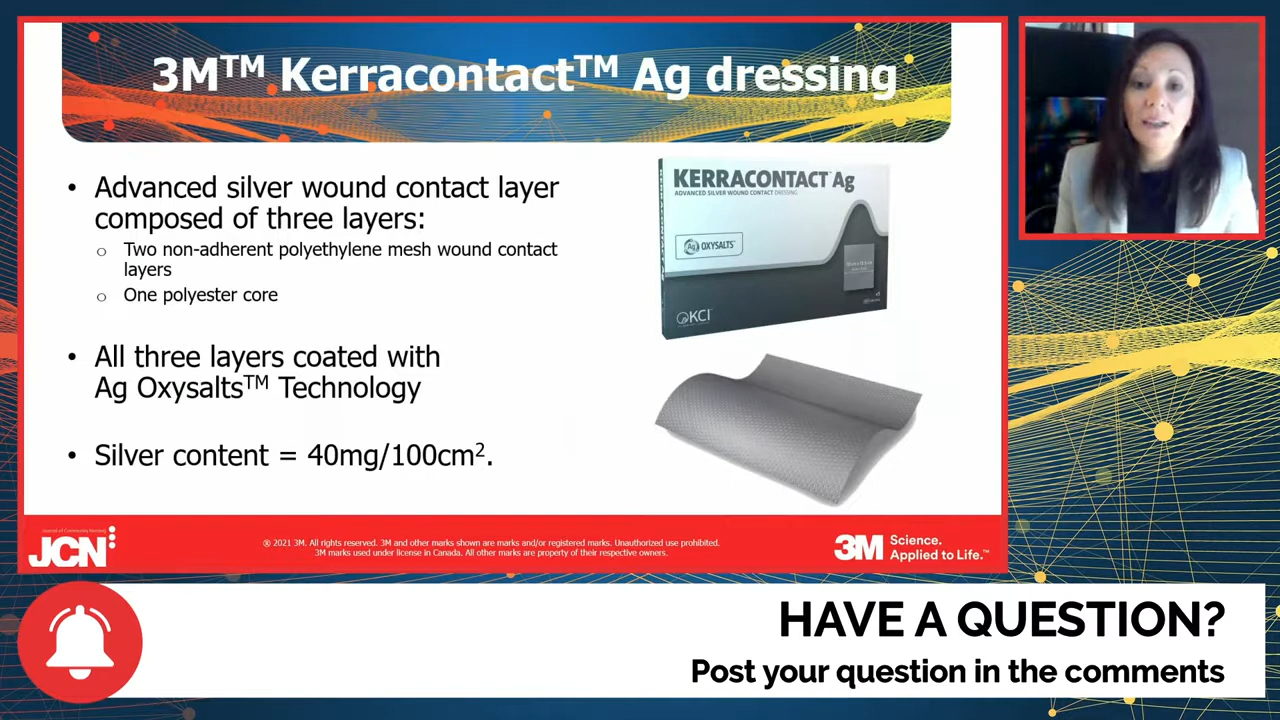 3M™ Kerracontact™ Ag dressing
• Advanced silver wound contact layer
composed of three layers:
○ Two non-adherent polyethylene mesh wound contact
layers
○ One polyester core
• All three layers coated with
Ag Oxysalts™ Technology
• Silver content = 40mg/100cm².
KERRACONTACT Ag
ADVANCED SILVER WOUND CONTACT DRESSING
Ag OXYSALTS™
KCI
Journal of Community Nursing
JCN
® 2021 3M. All rights reserved. 3M and other marks shown are marks and/or registered marks. Unauthorized use prohibited.
3M marks used under license in Canada. All other marks are property of their respective owners.
3M Science.
Applied to Life.™
HAVE A QUESTION?
Post your question in the comments